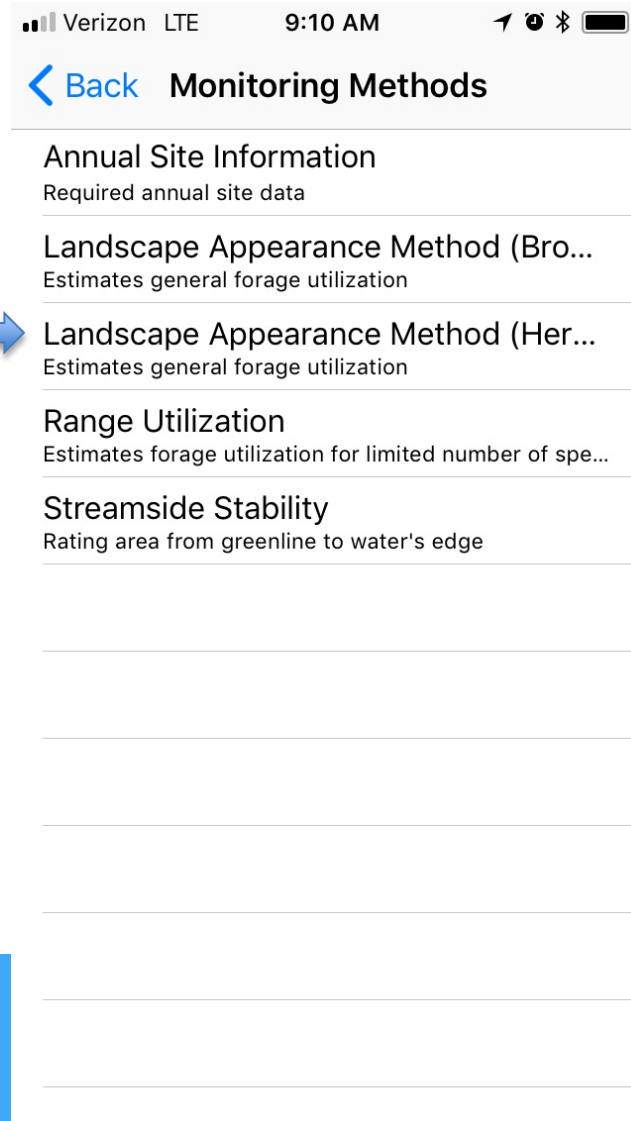 Verizon LTE 9:10 AM
Back Monitoring Methods
Annual Site Information
Required annual site data
Landscape Appearance Method (Bro...
Estimates general forage utilization
Landscape Appearance Method (Her...
Estimates general forage utilization
Range Utilization
Estimates forage utilization for limited number of spe...
Streamside Stability
Rating area from greenline to water's edge